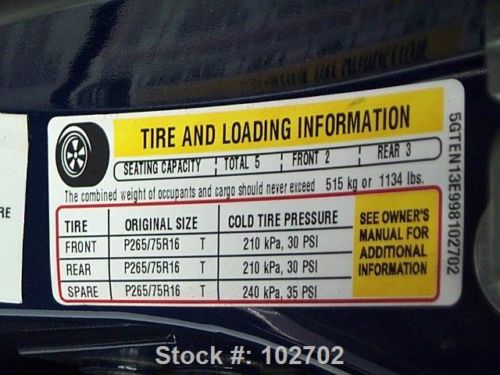 TIRE AND LOADING INFORMATION
SEATING CAPACITY TOTAL 5 FRONT 2 REAR 3
The combined weight of occupants and cargo should never exceed 515 kg or 1134 lbs.
TIRE ORIGINAL SIZE COLD TIRE PRESSURE
FRONT P265/75R16 T 210 kPa, 30 PSI
REAR P265/75R16 T 210 kPa, 30 PSI
SPARE P265/75R16 T 240 kPa, 35 PSI
SEE OWNER'S
MANUAL FOR
ADDITIONAL
INFORMATION
5GTEN13E998102702
RE
Stock #: 102702